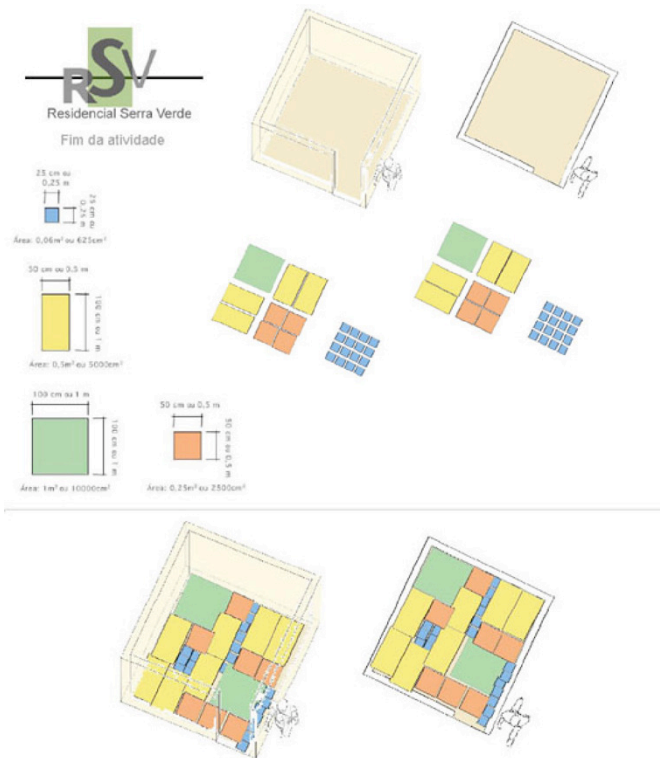 RSV
Residencial Serra Verde
Fim da atividade
25 cm ou
0,25 m
25 cm ou
0,25 m
Área: 0,06m² ou 625cm²
50 cm ou 0,5 m
100 cm ou 1 m
Área: 0,5m² ou 5000cm²
100 cm ou 1 m
100 cm ou 1 m
Área: 1m² ou 10000cm²
50 cm ou 0,5 m
50 cm ou 0,5 m
Área: 0,25m² ou 2500cm²